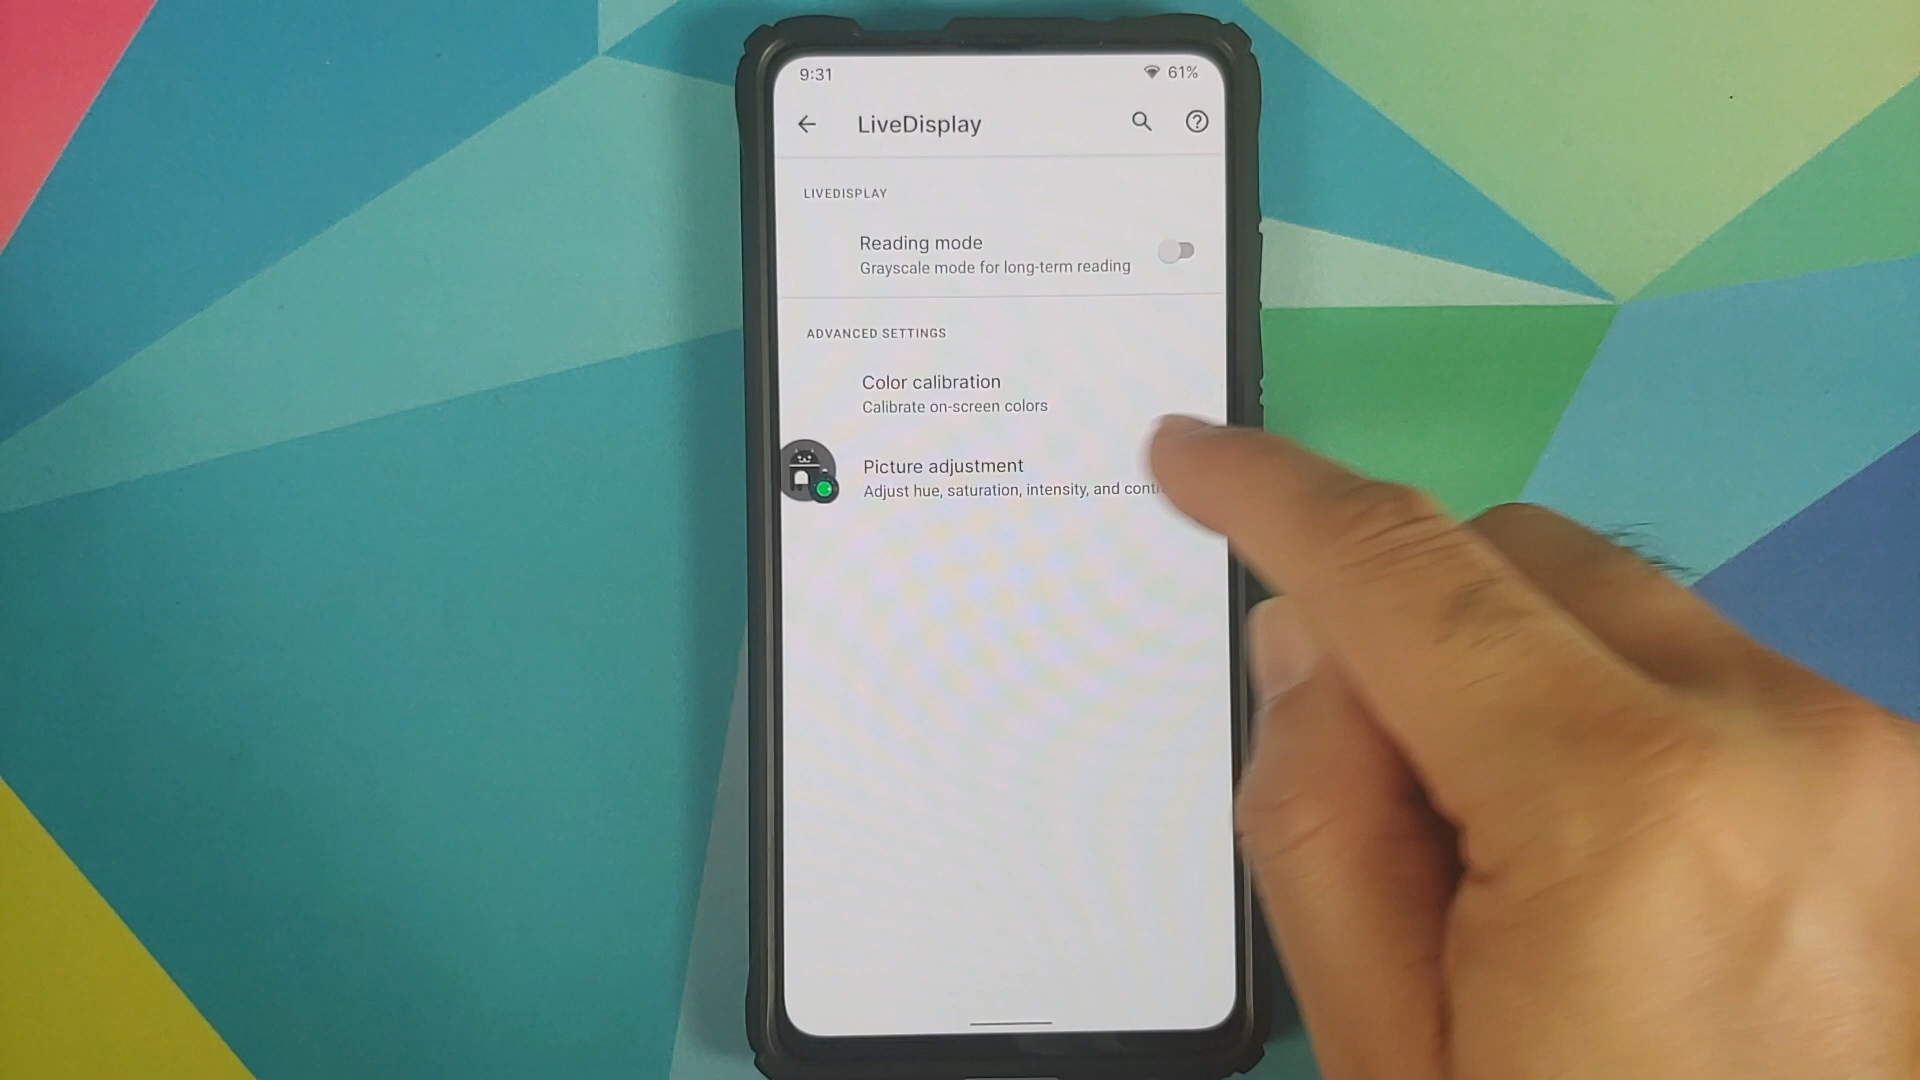 9:31
61%
LiveDisplay
LIVEDISPLAY
Reading mode
Grayscale mode for long-term reading
ADVANCED SETTINGS
Color calibration
Calibrate on-screen colors
Picture adjustment
Adjust hue, saturation, intensity, and